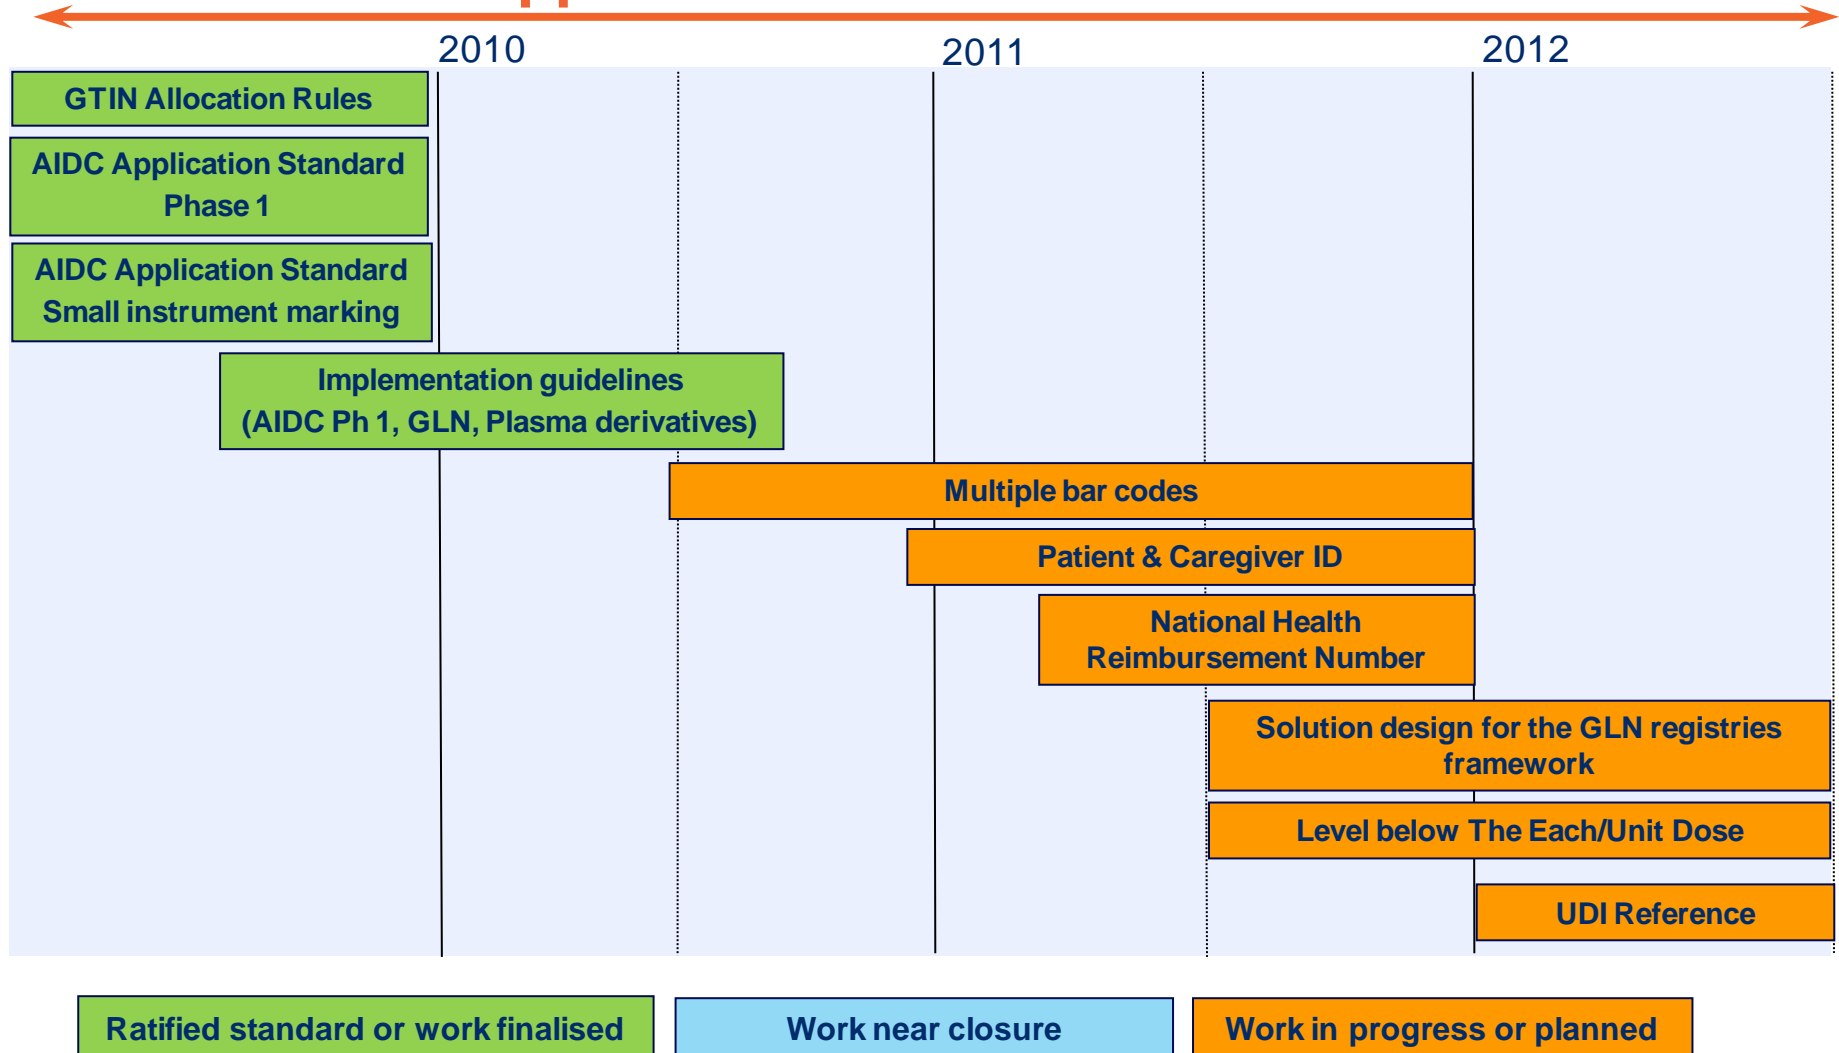 2010
2011
2012
GTIN Allocation Rules
AIDC Application Standard
Phase 1
AIDC Application Standard
Small instrument marking
Implementation guidelines
(AIDC Ph 1, GLN, Plasma derivatives)
Multiple bar codes
Patient & Caregiver ID
National Health
Reimbursement Number
Solution design for the GLN registries
framework
Level below The Each/Unit Dose
UDI Reference
Ratified standard or work finalised
Work near closure
Work in progress or planned